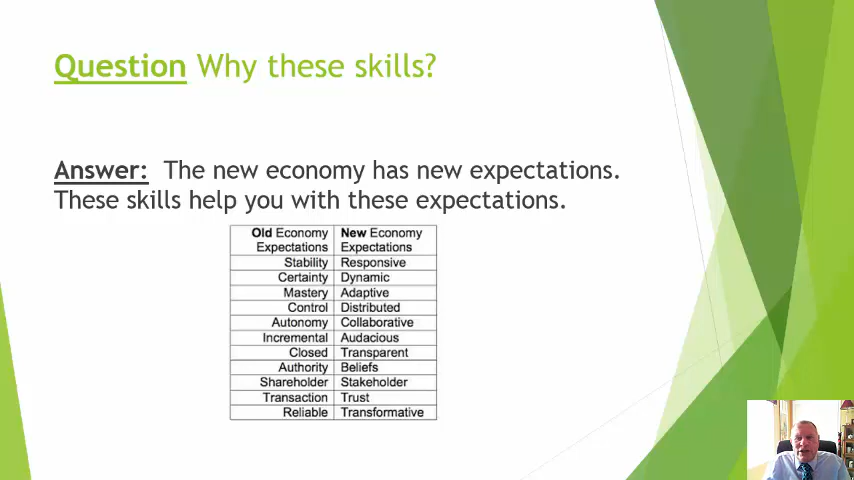 Question Why these skills?
Answer: The new economy has new expectations.
These skills help you with these expectations.
Old Economy Expectations New Economy Expectations
Stability Responsive
Certainty Dynamic
Mastery Adaptive
Control Distributed
Autonomy Collaborative
Incremental Audacious
Closed Transparent
Authority Beliefs
Shareholder Stakeholder
Transaction Trust
Reliable Transformative